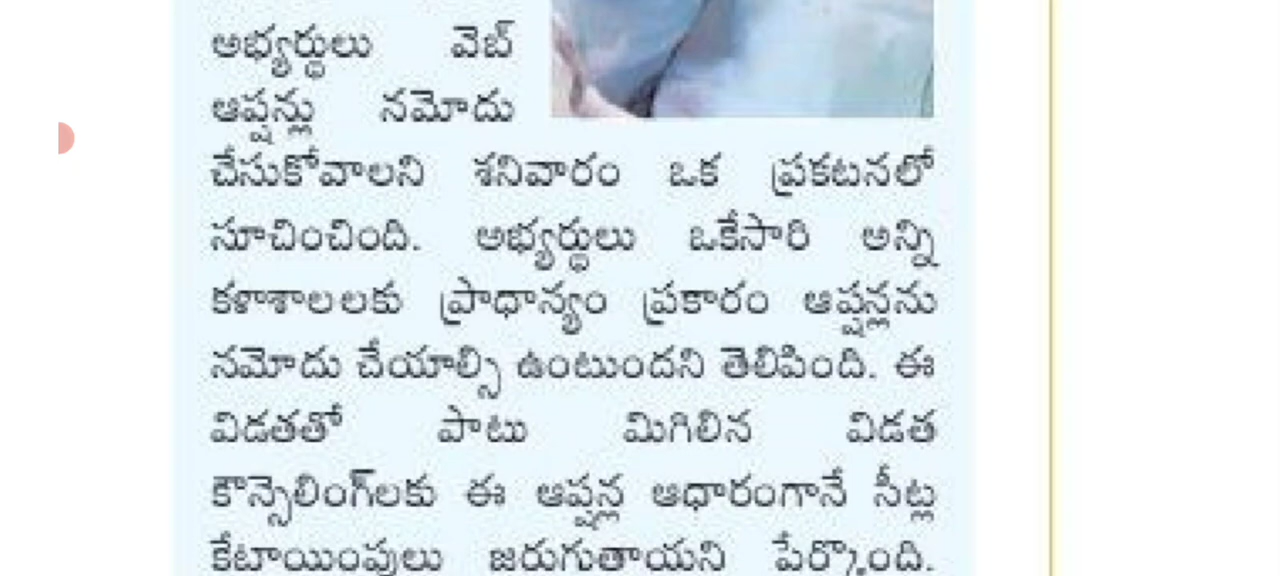 అభ్యర్థులు వెబ్
ఆప్షన్లు నమోదు
చేసుకోవాలని శనివారం ఒక ప్రకటనలో
సూచించింది. అభ్యర్థులు ఒకేసారి అన్ని
కళాశాలలకు ప్రాధాన్యం ప్రకారం ఆప్షన్లను
నమోదు చేయాల్సి ఉంటుందని తెలిపింది. ఈ
విడతతో పాటు మిగిలిన విడత
కౌన్సెలింగ్‌లకు ఈ ఆప్షన్ల ఆధారంగానే సీట్ల
కేటాయింపులు జరుగుతాయని పేర్కొంది.